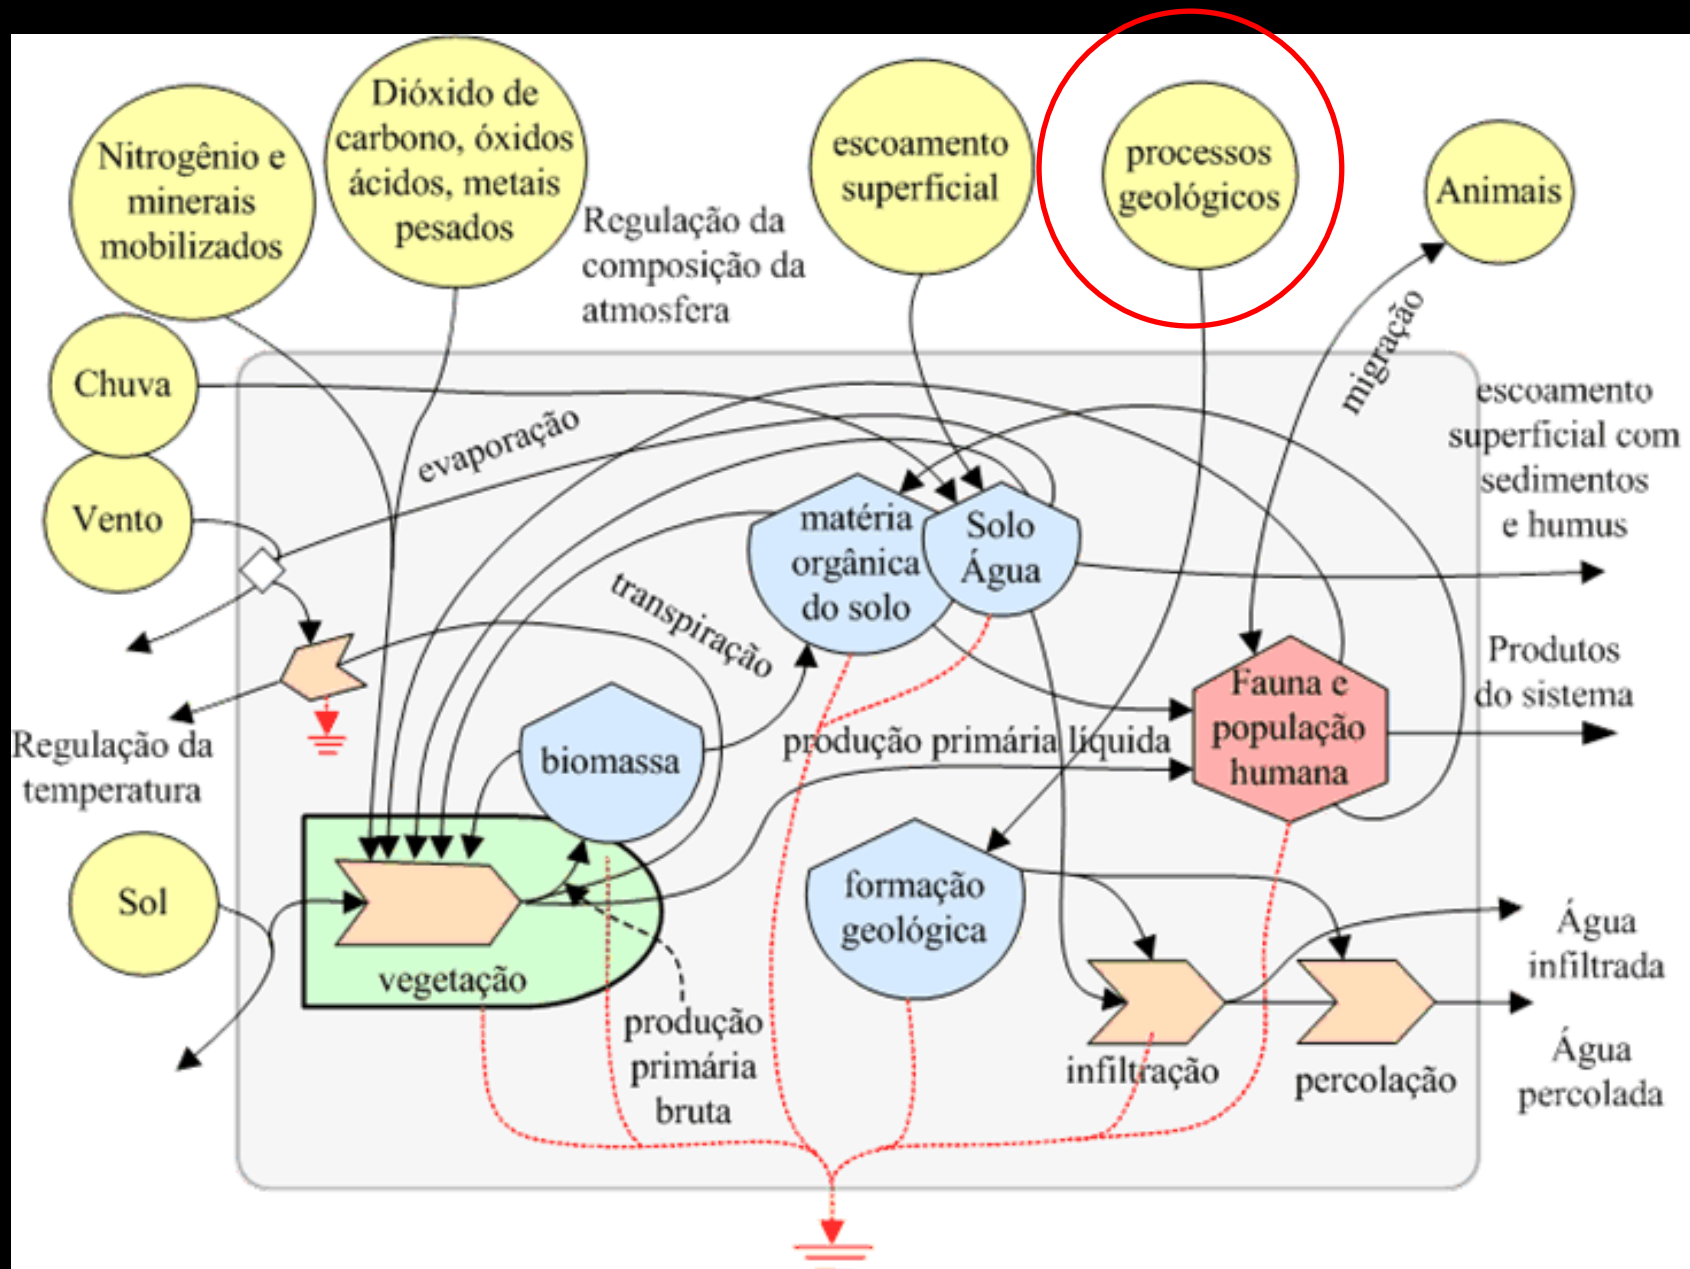 Nitrogênio e
minerais
mobilizados
Dióxido de
carbono, óxidos
ácidos, metais
pesados
Regulação da
composição da
atmosfera
escoamento
superficial
processos
geológicos
Animais
migração
Chuva
evaporação
Vento
escoamento
superficial com
sedimentos
e humus
matéria
orgânica
do solo
Solo
Água
transpiração
Regulação da
temperatura
biomassa
produção primária líquida
Fauna e
população
humana
Produtos
do sistema
Sol
vegetação
produção
primária
bruta
formação
geológica
infiltração
percolação
Água
infiltrada
Água
percolada